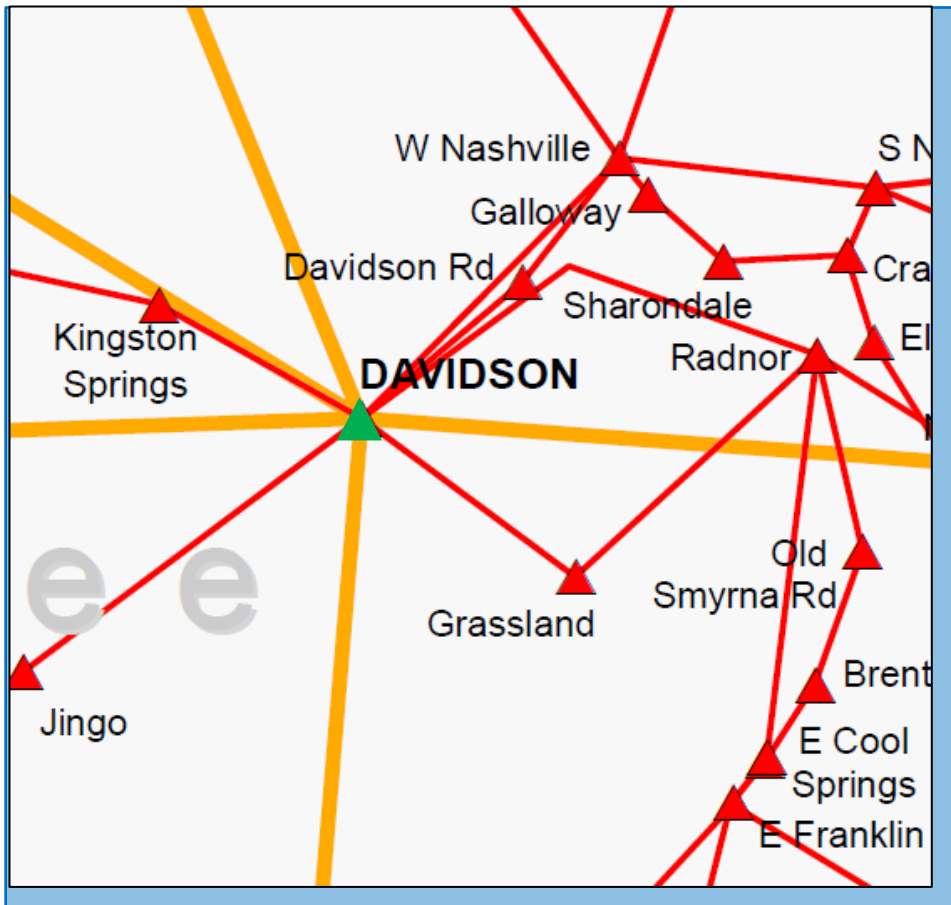 W Nashville
S N
Galloway
Davidson Rd
Cra
Sharondale
Kingston
Springs
El
Radnor
DAVIDSON
Old
Smyrna Rd
e e
Grassland
Brent
Jingo
E Cool
Springs
E Franklin